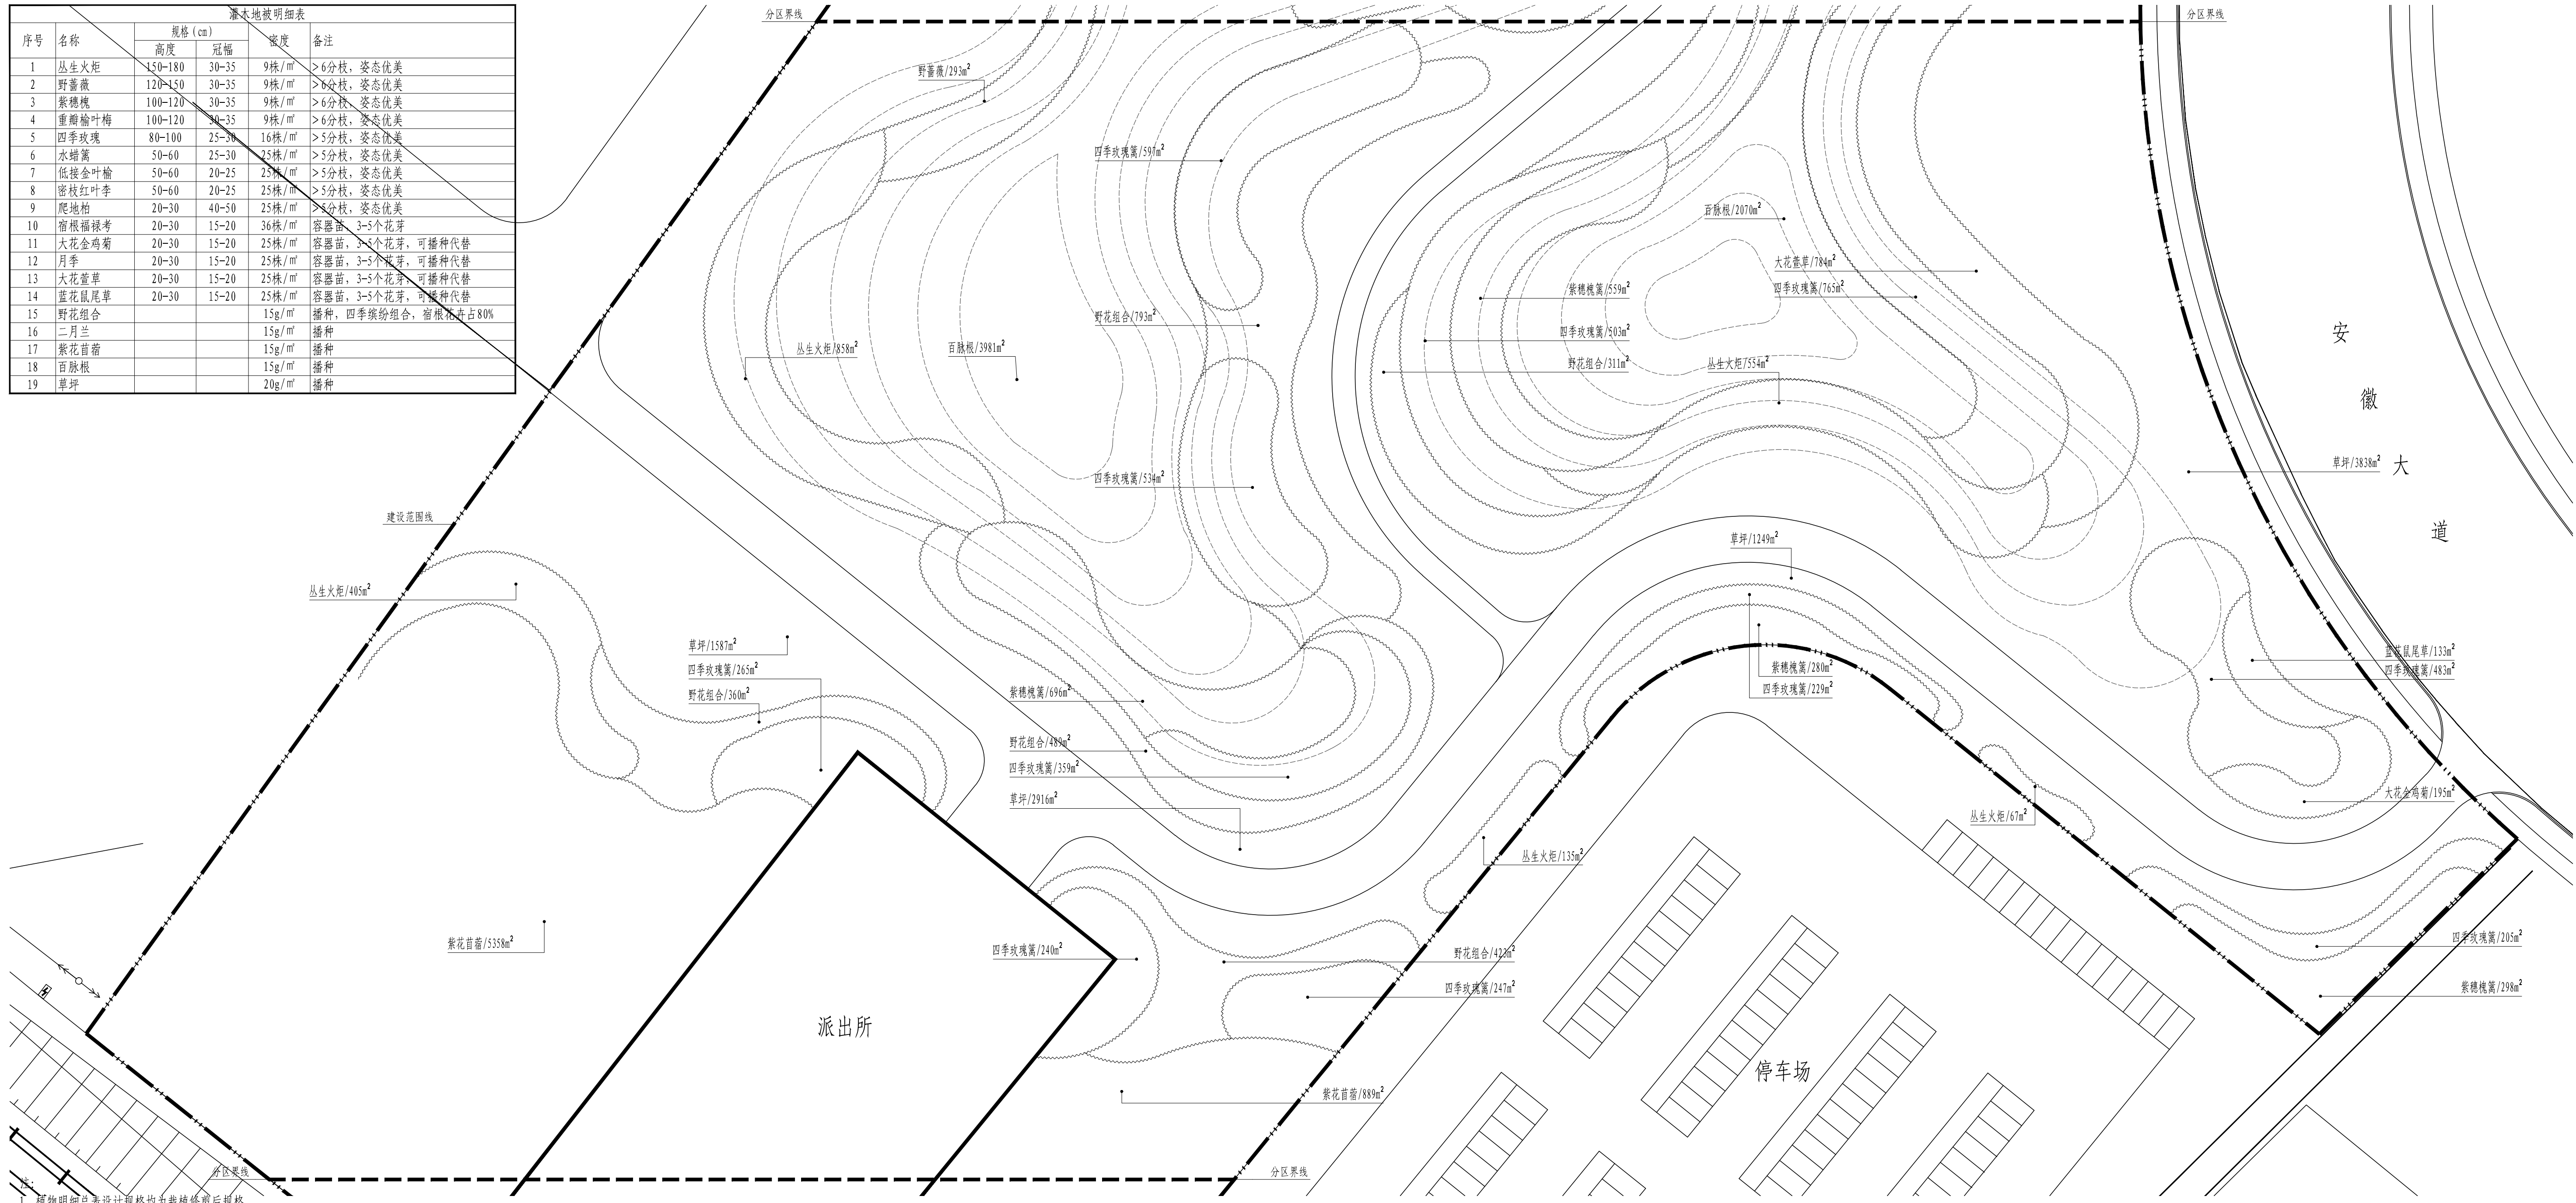 灌木地被明细表
序号 名称 规格(cm) 密度 备注
高度 冠幅
1 丛生火炬 150-180 30-35 9株/㎡ >6分枝，姿态优美
2 野蔷薇 120-150 30-35 9株/㎡ >6分枝，姿态优美
3 紫穗槐 100-120 30-35 9株/㎡ >6分枝，姿态优美
4 重瓣榆叶梅 100-120 30-35 9株/㎡ >6分枝，姿态优美
5 四季玫瑰 80-100 25-30 16株/㎡ >5分枝，姿态优美
6 水蜡篱 50-60 25-30 25株/㎡ >5分枝，姿态优美
7 低接金叶榆 50-60 20-25 25株/㎡ >5分枝，姿态优美
8 密枝红叶李 50-60 20-25 25株/㎡ >5分枝，姿态优美
9 爬地柏 20-30 40-50 25株/㎡ >5分枝，姿态优美
10 宿根福禄考 20-30 15-20 36株/㎡ 容器苗，3-5个花芽
11 大花金鸡菊 20-30 15-20 25株/㎡ 容器苗，3-5个花芽，可播种代替
12 月季 20-30 15-20 25株/㎡ 容器苗，3-5个花芽，可播种代替
13 大花萱草 20-30 15-20 25株/㎡ 容器苗，3-5个花芽，可播种代替
14 蓝花鼠尾草 20-30 15-20 25株/㎡ 容器苗，3-5个花芽，可播种代替
15 野花组合 15g/㎡ 播种，四季缤纷组合，宿根花卉占80%
16 二月兰 15g/㎡ 播种
17 紫花苜蓿 15g/㎡ 播种
18 百脉根 15g/㎡ 播种
19 草坪 20g/㎡ 播种
分区界线
分区界线
野蔷薇/293m²
四季玫瑰篱/597m²
百脉根/2070m²
大花萱草/784m²
四季玫瑰篱/765m²
紫穗槐篱/559m²
野花组合/793m²
四季玫瑰篱/503m²
丛生火炬/858m²
百脉根/3981m²
野花组合/311m²
丛生火炬/554m²
安
徽
大
道
草坪/3838m²
四季玫瑰篱/534m²
建设范围线
草坪/1249m²
丛生火炬/405m²
草坪/1587m²
四季玫瑰篱/265m²
野花组合/360m²
紫穗槐篱/696m²
紫穗槐篱/280m²
四季玫瑰篱/229m²
蓝花鼠尾草/133m²
四季玫瑰篱/483m²
野花组合/489m²
四季玫瑰篱/359m²
草坪/2916m²
大花金鸡菊/195m²
丛生火炬/67m²
丛生火炬/135m²
紫花苜蓿/5358m²
四季玫瑰篱/240m²
野花组合/423m²
四季玫瑰篱/247m²
四季玫瑰篱/205m²
紫穗槐篱/298m²
派出所
停车场
紫花苜蓿/889m²
分区界线
分区界线
注：
1、植物明细总表设计规格均为栽植修剪后规格